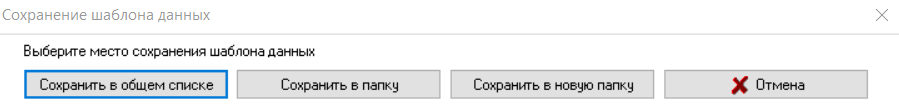 Сохранение шаблона данных
Выберите место сохранения шаблона данных
Сохранить в общем списке Сохранить в папку Сохранить в новую папку Отмена